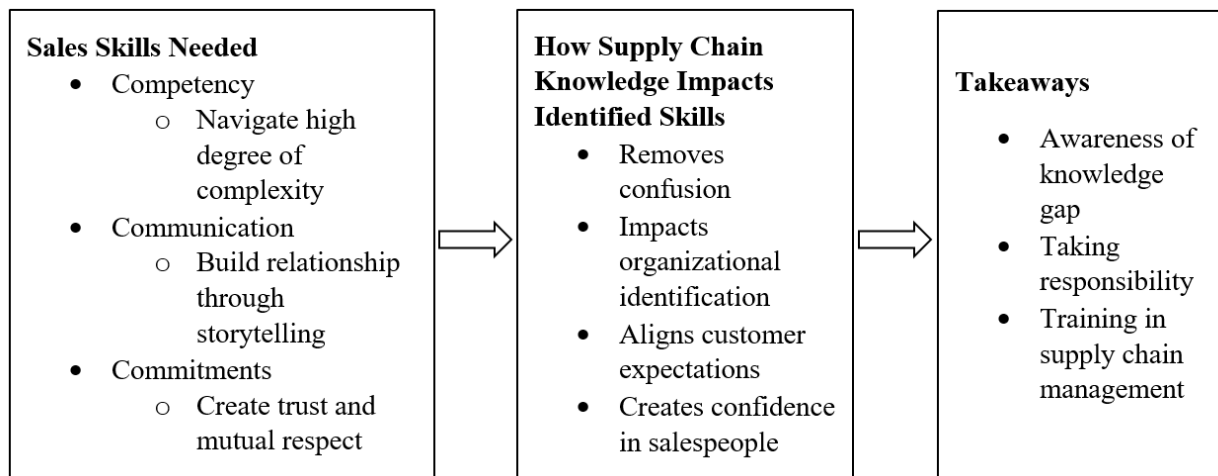 Sales Skills Needed
• Competency
o Navigate high
degree of
complexity
• Communication
o Build relationship
through
storytelling
• Commitments
o Create trust and
mutual respect
How Supply Chain
Knowledge Impacts
Identified Skills
• Removes
confusion
• Impacts
organizational
identification
• Aligns customer
expectations
• Creates confidence
in salespeople
Takeaways
• Awareness of
knowledge
gap
• Taking
responsibility
• Training in
supply chain
management